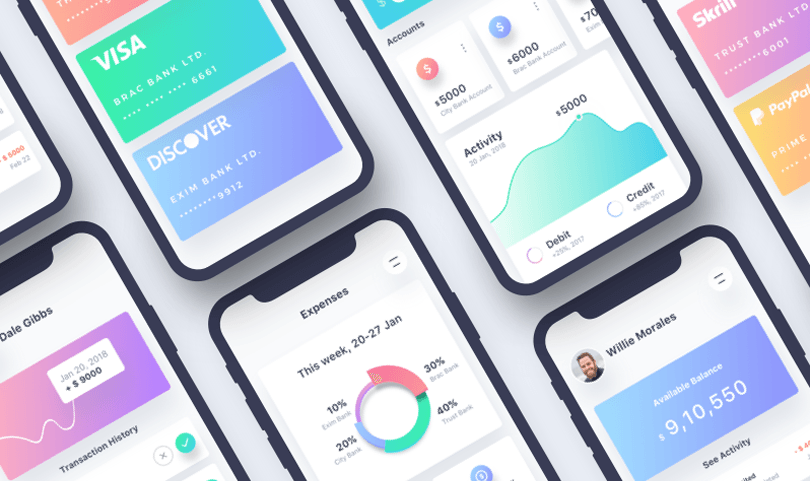 VISA
BRAC BANK LTD.
•••• •••• •••• 6661
DISCOVER
EXIM BANK LTD.
••••••••9912
$ 5000
Feb 22
Accounts
$5000
City Bank Account
$6000
Brac Bank Account
Activity
20 Jan, 2018
$5000
Debit
+25%, 2017
Credit
+65%, 2017
Skrill
TRUST BANK LTD
••••••••6001
PayPal
PRIME
Dale Gibbs
Jan 20, 2018
+ $ 9000
Transaction History
Expenses
This week, 20-27 Jan
30%
Brac Bank
10%
Exim Bank
40%
Trust Bank
20%
City Bank
Willie Morales
Available Balance
$ 9,10,550
See Activity